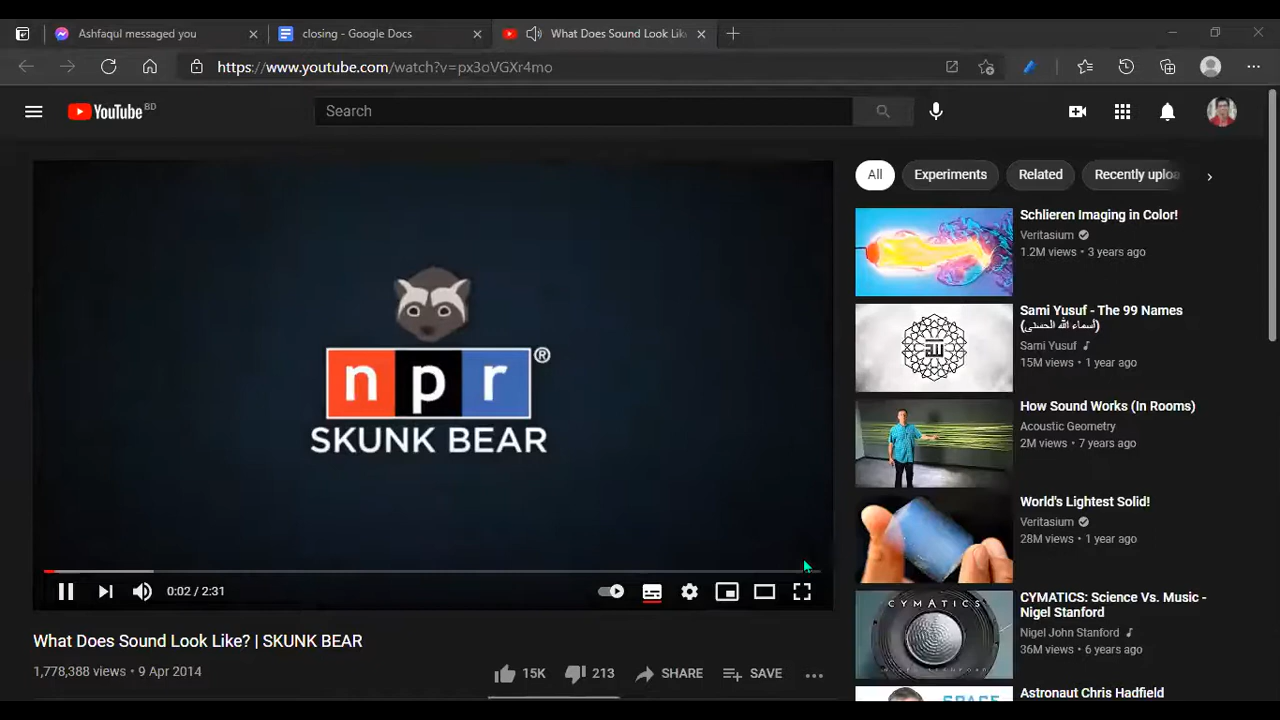 Ashfaqul messaged you
closing - Google Docs
What Does Sound Look Lik
https://www.youtube.com/watch?v=px3oVGXr4mo
YouTube BD
Search
All
Experiments
Related
Recently uploa
npr®
SKUNK BEAR
0:02 / 2:31
What Does Sound Look Like? | SKUNK BEAR
1,778,388 views • 9 Apr 2014
15K
213
SHARE
SAVE
Schlieren Imaging in Color!
Veritasium
1.2M views • 3 years ago
Sami Yusuf - The 99 Names
(أسماء الله الحسنى)
Sami Yusuf
15M views • 1 year ago
How Sound Works (In Rooms)
Acoustic Geometry
2M views • 7 years ago
World's Lightest Solid!
Veritasium
28M views • 1 year ago
CYMATICS
CYMATICS: Science Vs. Music -
Nigel Stanford
Nigel John Stanford
36M views • 6 years ago
SPACE
Astronaut Chris Hadfield